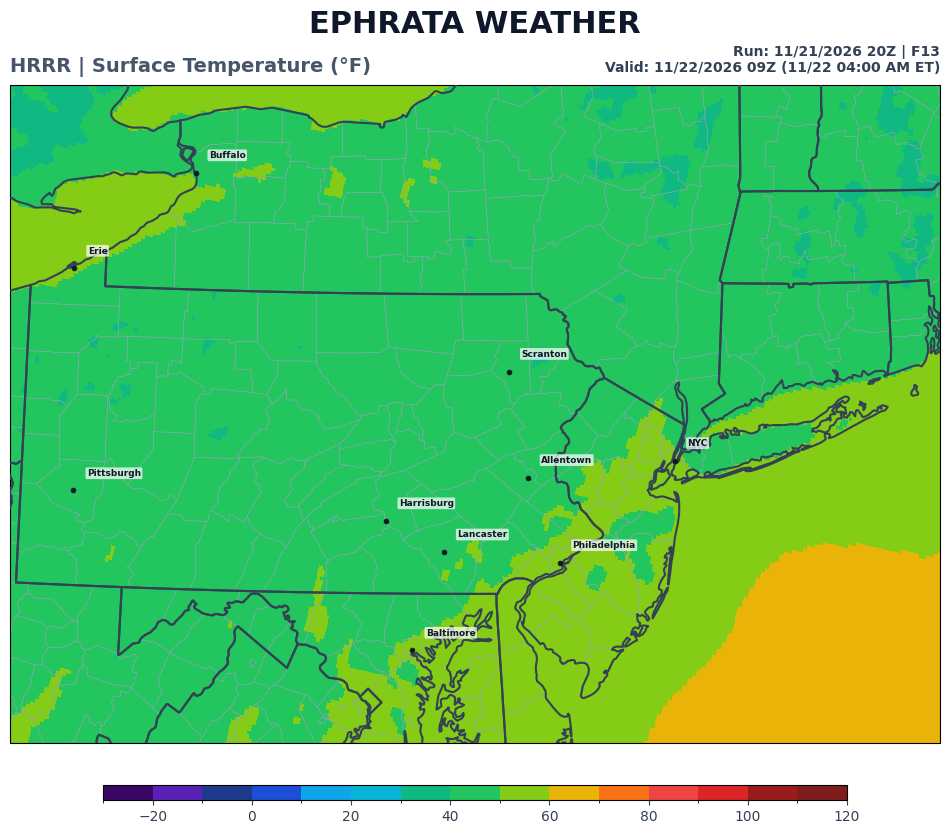 EPHRATA WEATHER
HRRR | Surface Temperature (°F)
Run: 11/21/2026 20Z | F13
Valid: 11/22/2026 09Z (11/22 04:00 AM ET)
Buffalo
Erie
Scranton
NYC
Allentown
Pittsburgh
Harrisburg
Lancaster
Philadelphia
Baltimore
−20 0 20 40 60 80 100 120